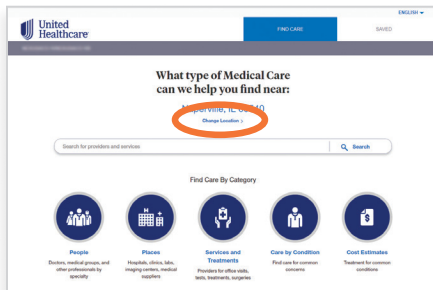 ENGLISH
United
Healthcare
FIND CARE
SAVED
What type of Medical Care
can we help you find near:
Naperville, IL 60540
Change Location
Search for providers and services
Search
Find Care By Category
People
Doctors, medical groups, and
other professionals by
specialty
Places
Hospitals, clinics, labs,
imaging centers, medical
suppliers
Services and
Treatments
Providers for office visits,
tests, treatments, surgeries
Care by Condition
Find care for common
concerns
Cost Estimates
Treatment for common
conditions